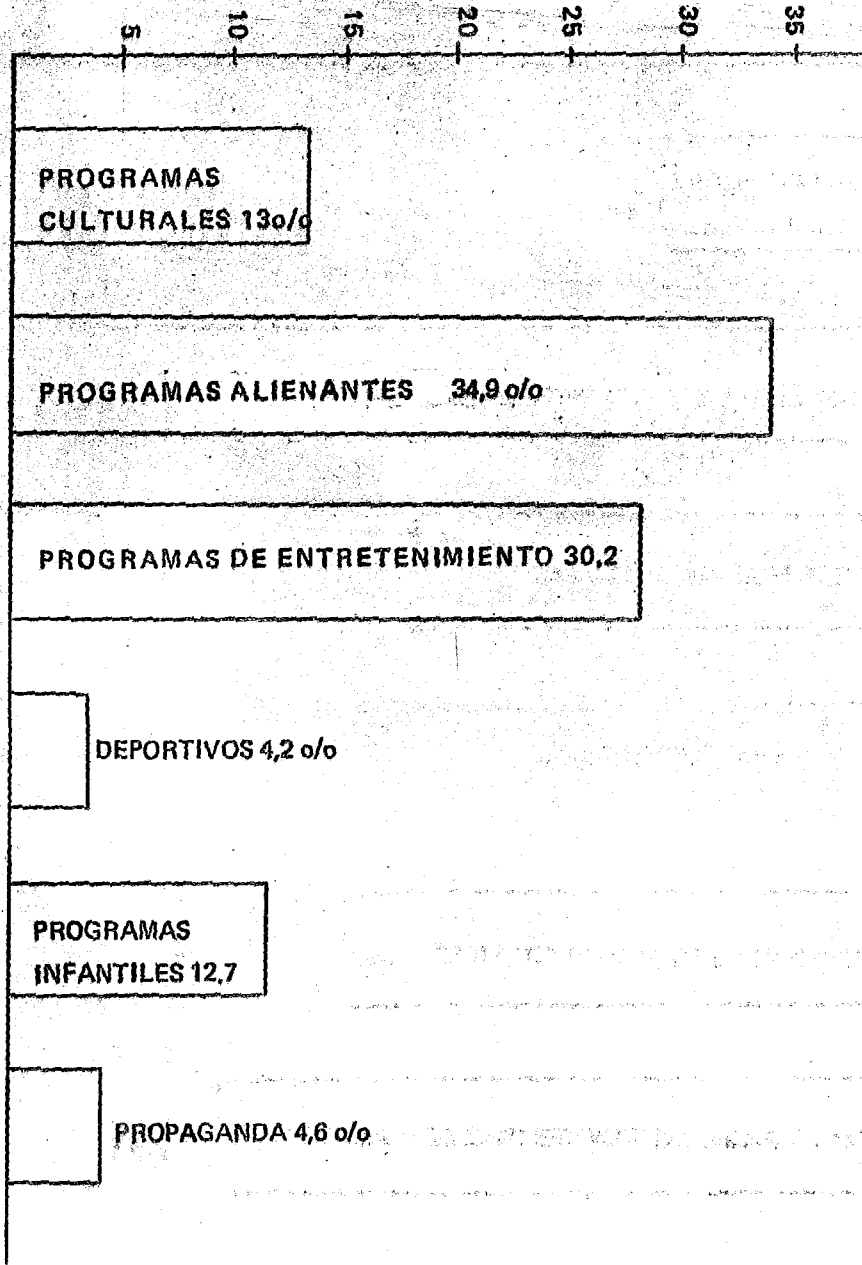 5 10 15 20 25 30 35
PROGRAMAS
CULTURALES 13o/o
PROGRAMAS ALIENANTES 34,9 o/o
PROGRAMAS DE ENTRETENIMIENTO 30,2
DEPORTIVOS 4,2 o/o
PROGRAMAS
INFANTILES 12,7
PROPAGANDA 4,6 o/o